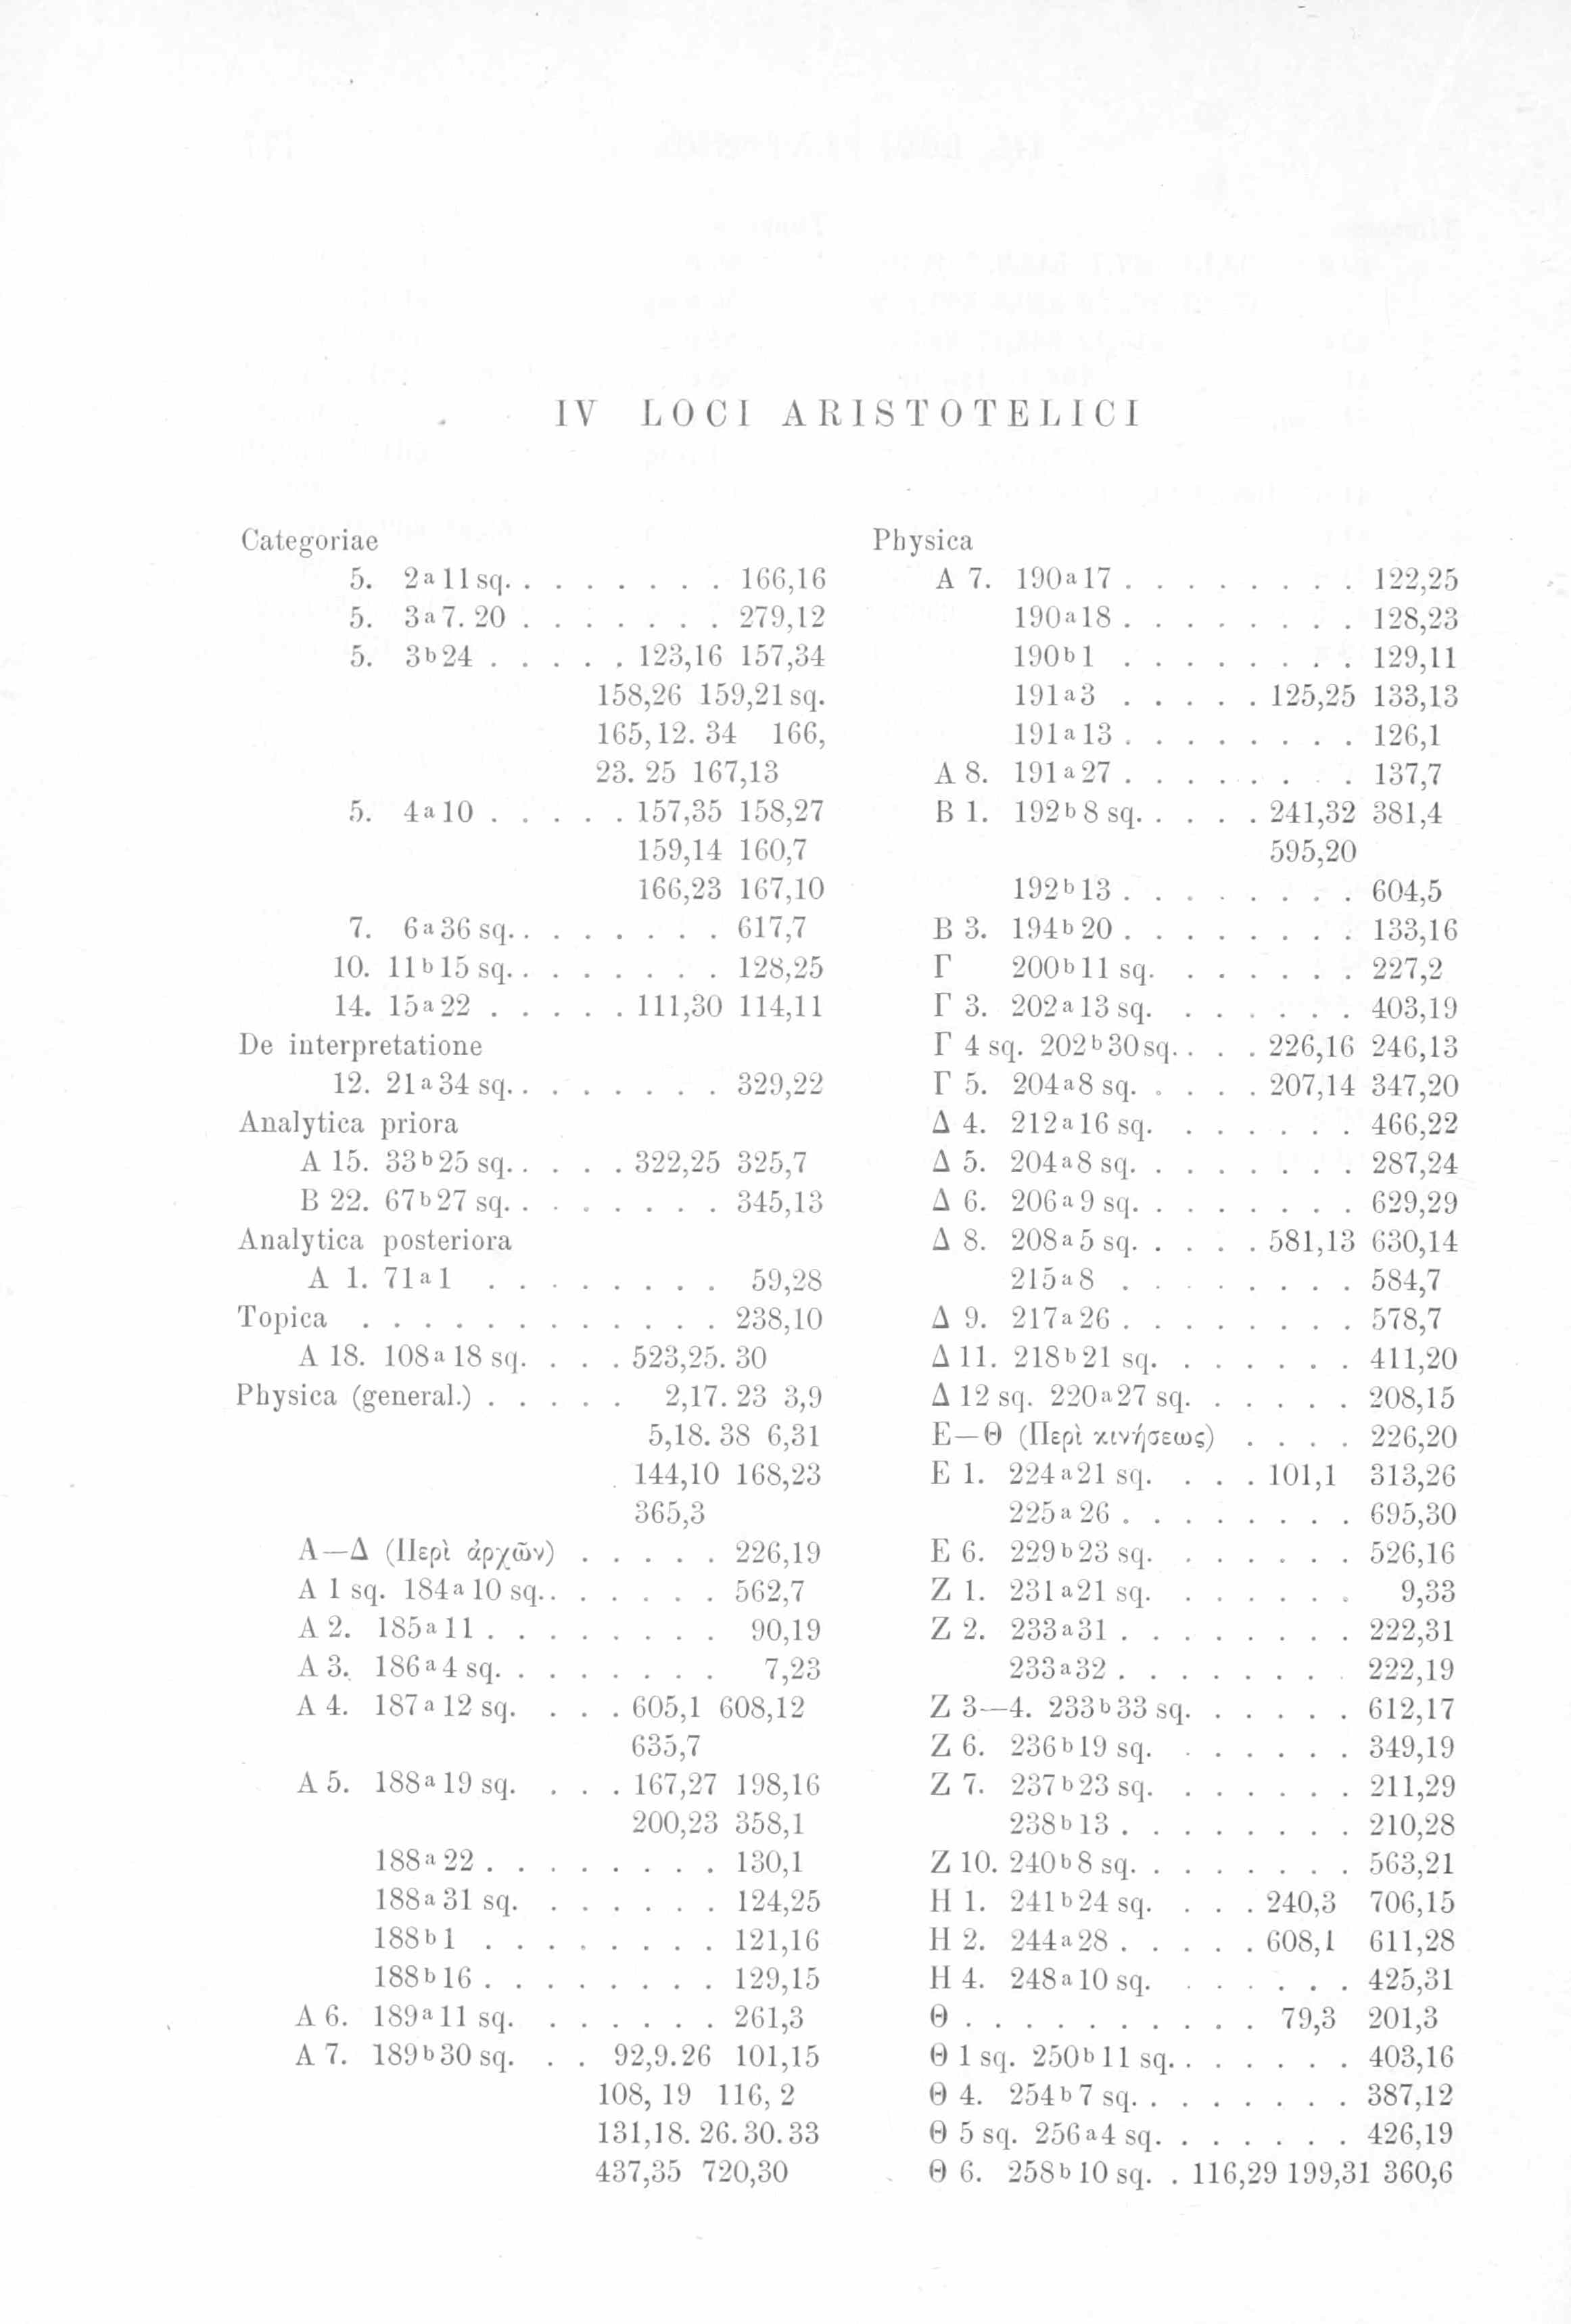 IV LOCI ARISTOTELICI
Categoriae
5. 2a11sq. . . . . . . . 166,16
5. 3a7. 20 . . . . . . . 279,12
5. 3b24 . . . . . 123,16 157,34
158,26 159,21 sq.
165,12. 34 166,
23. 25 167,13
5. 4a10 . . . . . 157,35 158,27
159,14 160,7
166,23 167,10
7. 6a36 sq. . . . . . . . 617,7
10. 11b15 sq. . . . . . . . 128,25
14. 15a22 . . . . . 111,30 114,11
De interpretatione
12. 21a34 sq. . . . . . . . 329,22
Analytica priora
A 15. 33b25 sq. . . . . 322,25 325,7
B 22. 67b27 sq. . . . . . . . 345,13
Analytica posteriora
A 1. 71a1 . . . . . . . . 59,28
Topica . . . . . . . . . . . . 238,10
A 18. 108a18 sq. . . . 523,25. 30
Physica (general.) . . . . . 2,17. 23 3,9
5,18. 38 6,31
144,10 168,23
365,3
A—Δ (Περὶ ἀρχῶν) . . . . . 226,19
A 1 sq. 184a10 sq. . . . . . . 562,7
A 2. 185a11 . . . . . . . . 90,19
A 3. 186a4 sq. . . . . . . . 7,23
A 4. 187a12 sq. . . . 605,1 608,12
635,7
A 5. 188a19 sq. . . . 167,27 198,16
200,23 358,1
188a22 . . . . . . . . 130,1
188a31 sq. . . . . . . 124,25
188b1 . . . . . . . . 121,16
188b16 . . . . . . . . 129,15
A 6. 189a11 sq. . . . . . . 261,3
A 7. 189b30 sq. . . 92,9.26 101,15
108, 19 116, 2
131,18. 26. 30. 33
437,35 720,30
Physica
A 7. 190a17 . . . . . . . . 122,25
190a18 . . . . . . . . 128,23
190b1 . . . . . . . . 129,11
191a3 . . . . . 125,25 133,13
191a13 . . . . . . . . 126,1
A 8. 191a27 . . . . . . . . 137,7
B 1. 192b8 sq. . . . . 241,32 381,4
595,20
192b13 . . . . . . . . 604,5
B 3. 194b20 . . . . . . . . 133,16
Γ 200b11 sq. . . . . . . 227,2
Γ 3. 202a13 sq. . . . . . . 403,19
Γ 4 sq. 202b30sq. . . . 226,16 246,13
Γ 5. 204a8 sq. . . . . 207,14 347,20
Δ 4. 212a16 sq. . . . . . . 466,22
Δ 5. 204a8 sq. . . . . . . . 287,24
Δ 6. 206a9 sq. . . . . . . . 629,29
Δ 8. 208a5 sq. . . . . 581,13 630,14
215a8 . . . . . . . . 584,7
Δ 9. 217a26 . . . . . . . . 578,7
Δ 11. 218b21 sq. . . . . . . 411,20
Δ 12 sq. 220a27 sq. . . . . . 208,15
E—Θ (Περὶ κινήσεως) . . . . 226,20
E 1. 224a21 sq. . . . 101,1 313,26
225a26 . . . . . . . . 695,30
E 6. 229b23 sq. . . . . . . 526,16
Z 1. 231a21 sq. . . . . . . 9,33
Z 2. 233a31 . . . . . . . . 222,31
233a32 . . . . . . . . 222,19
Z 3—4. 233b33 sq. . . . . . 612,17
Z 6. 236b19 sq. . . . . . . 349,19
Z 7. 237b23 sq. . . . . . . 211,29
238b13 . . . . . . . . 210,28
Z 10. 240b8 sq. . . . . . . . 563,21
H 1. 241b24 sq. . . . 240,3 706,15
H 2. 244a28 . . . . . 608,1 611,28
H 4. 248a10 sq. . . . . . . 425,31
Θ . . . . . . . . . . 79,3 201,3
Θ 1 sq. 250b11 sq. . . . . . . 403,16
Θ 4. 254b7 sq. . . . . . . . 387,12
Θ 5 sq. 256a4 sq. . . . . . . 426,19
Θ 6. 258b10 sq. . 116,29 199,31 360,6